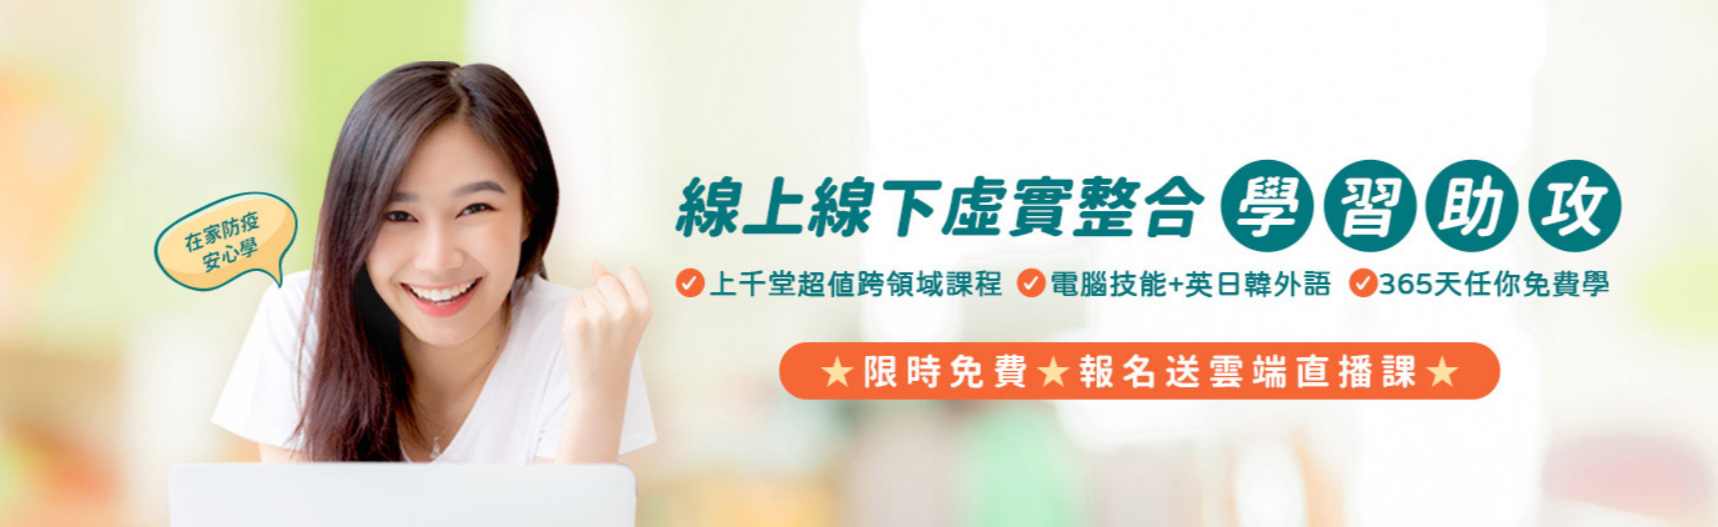 在家防疫
安心學
線上線下虛實整合學習助攻
上千堂超值跨領域課程 電腦技能+英日韓外語 365天任你免費學
★限時免費★報名送雲端直播課★